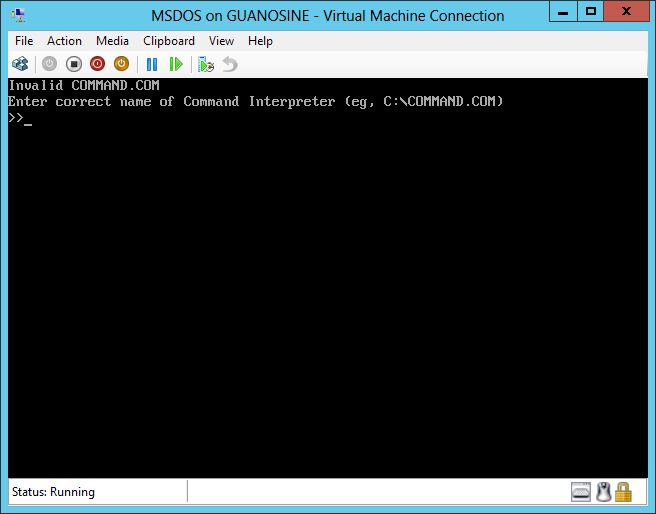 MSDOS on GUANOSINE - Virtual Machine Connection
File Action Media Clipboard View Help
Invalid COMMAND.COM
Enter correct name of Command Interpreter (eg, C:\COMMAND.COM)
>>_
Status: Running